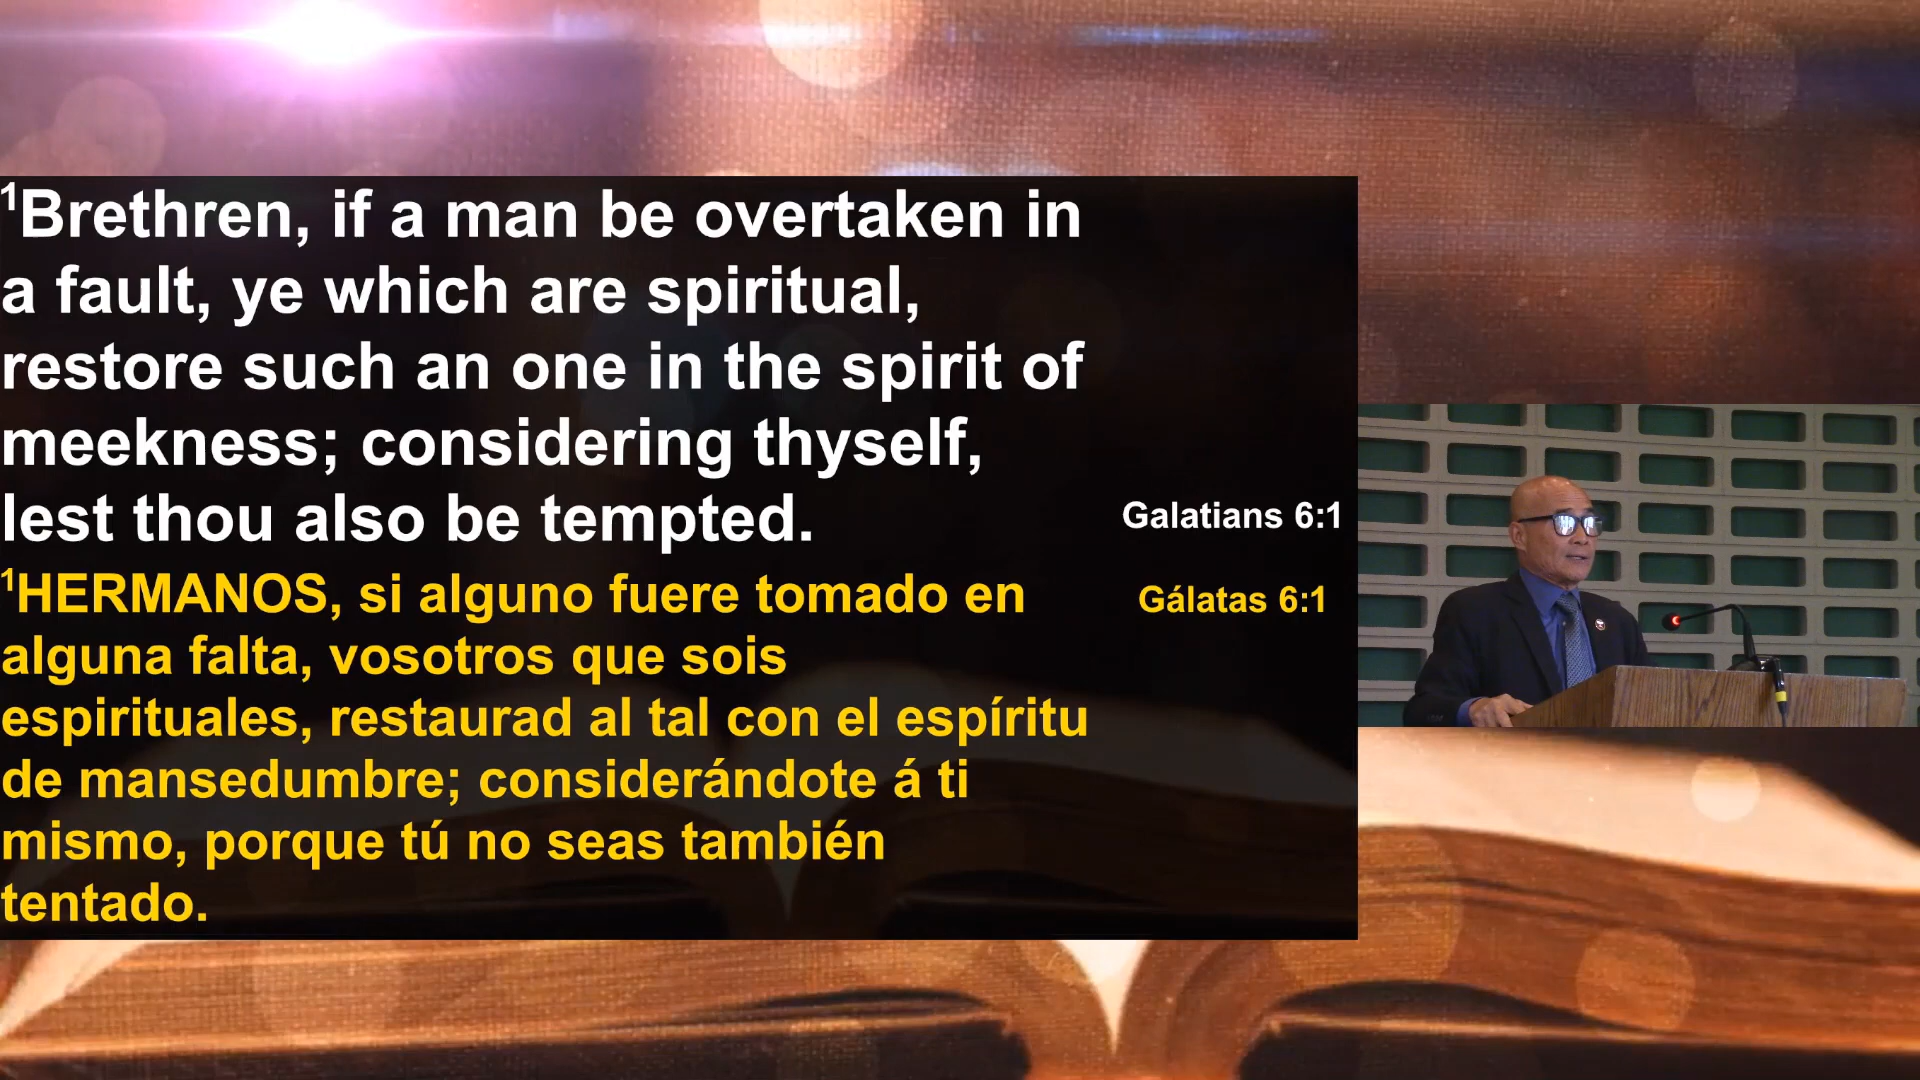 1Brethren, if a man be overtaken in
a fault, ye which are spiritual,
restore such an one in the spirit of
meekness; considering thyself,
lest thou also be tempted.
Galatians 6:1
1HERMANOS, si alguno fuere tomado en
alguna falta, vosotros que sois
espirituales, restaurad al tal con el espíritu
de mansedumbre; considerándote á ti
mismo, porque tú no seas también
tentado.
Gálatas 6:1